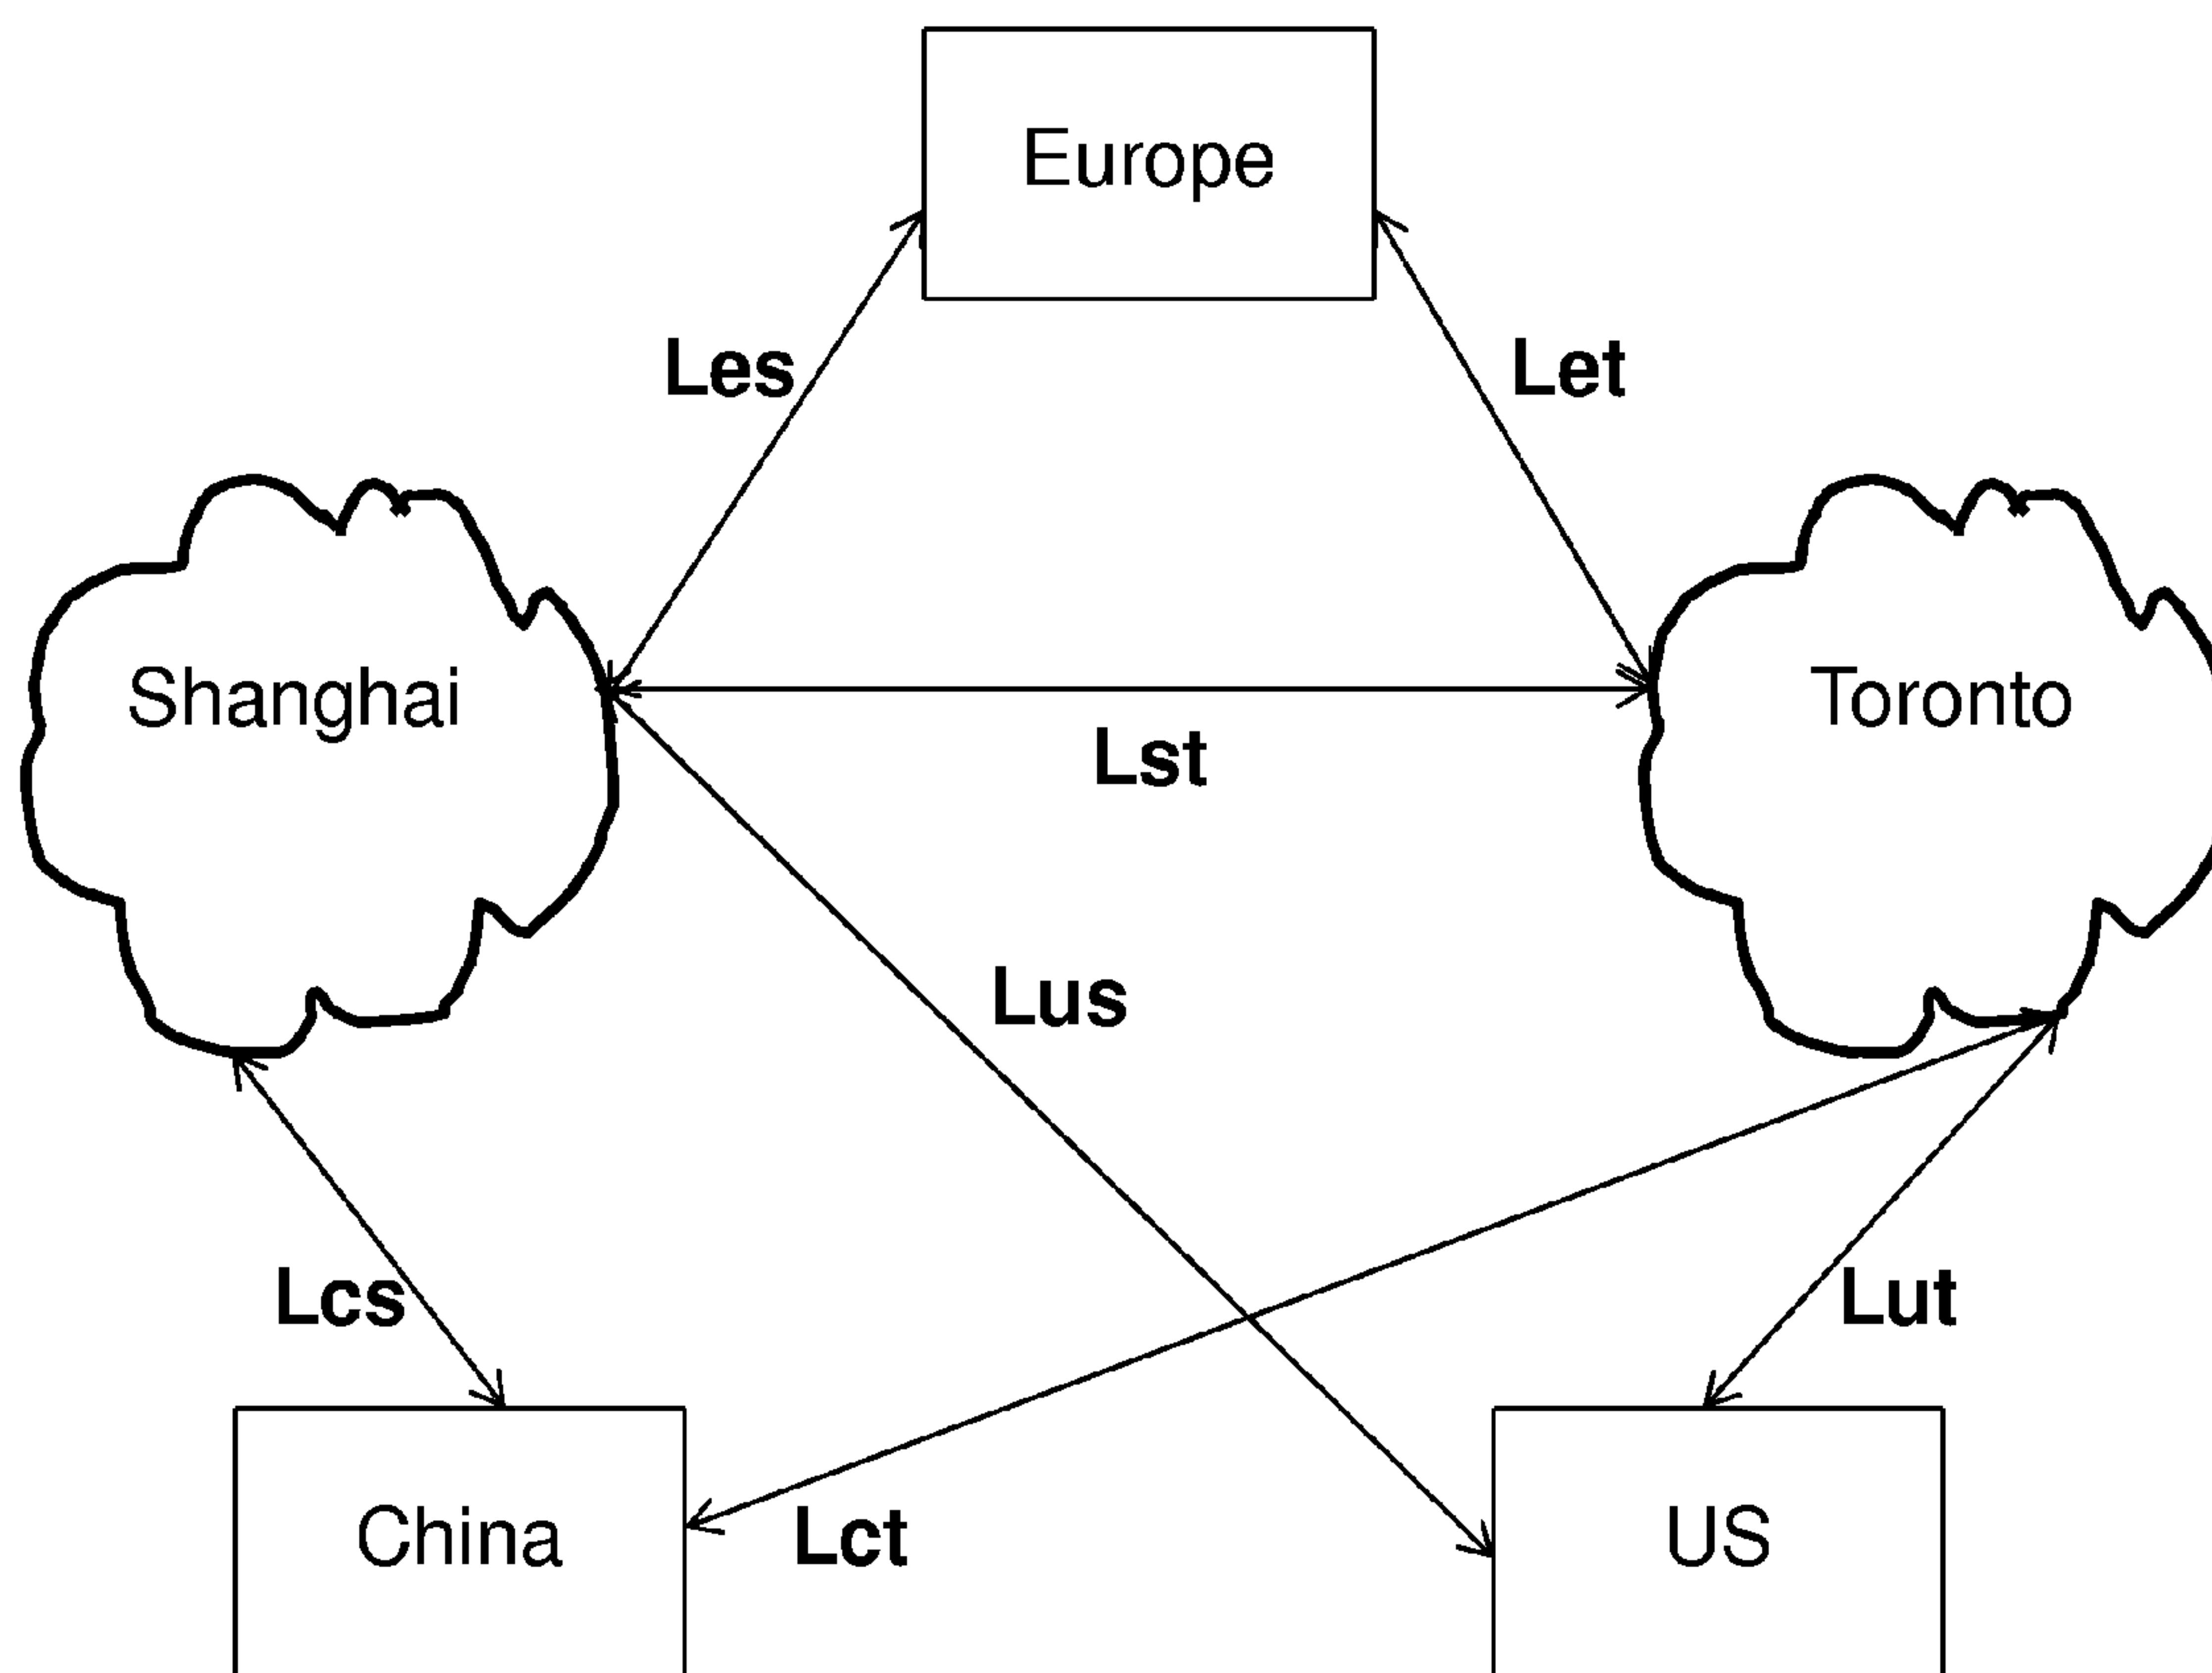 Europe
Les
Let
Shanghai
Toronto
Lst
Lus
Lcs
Lut
China
Lct
US